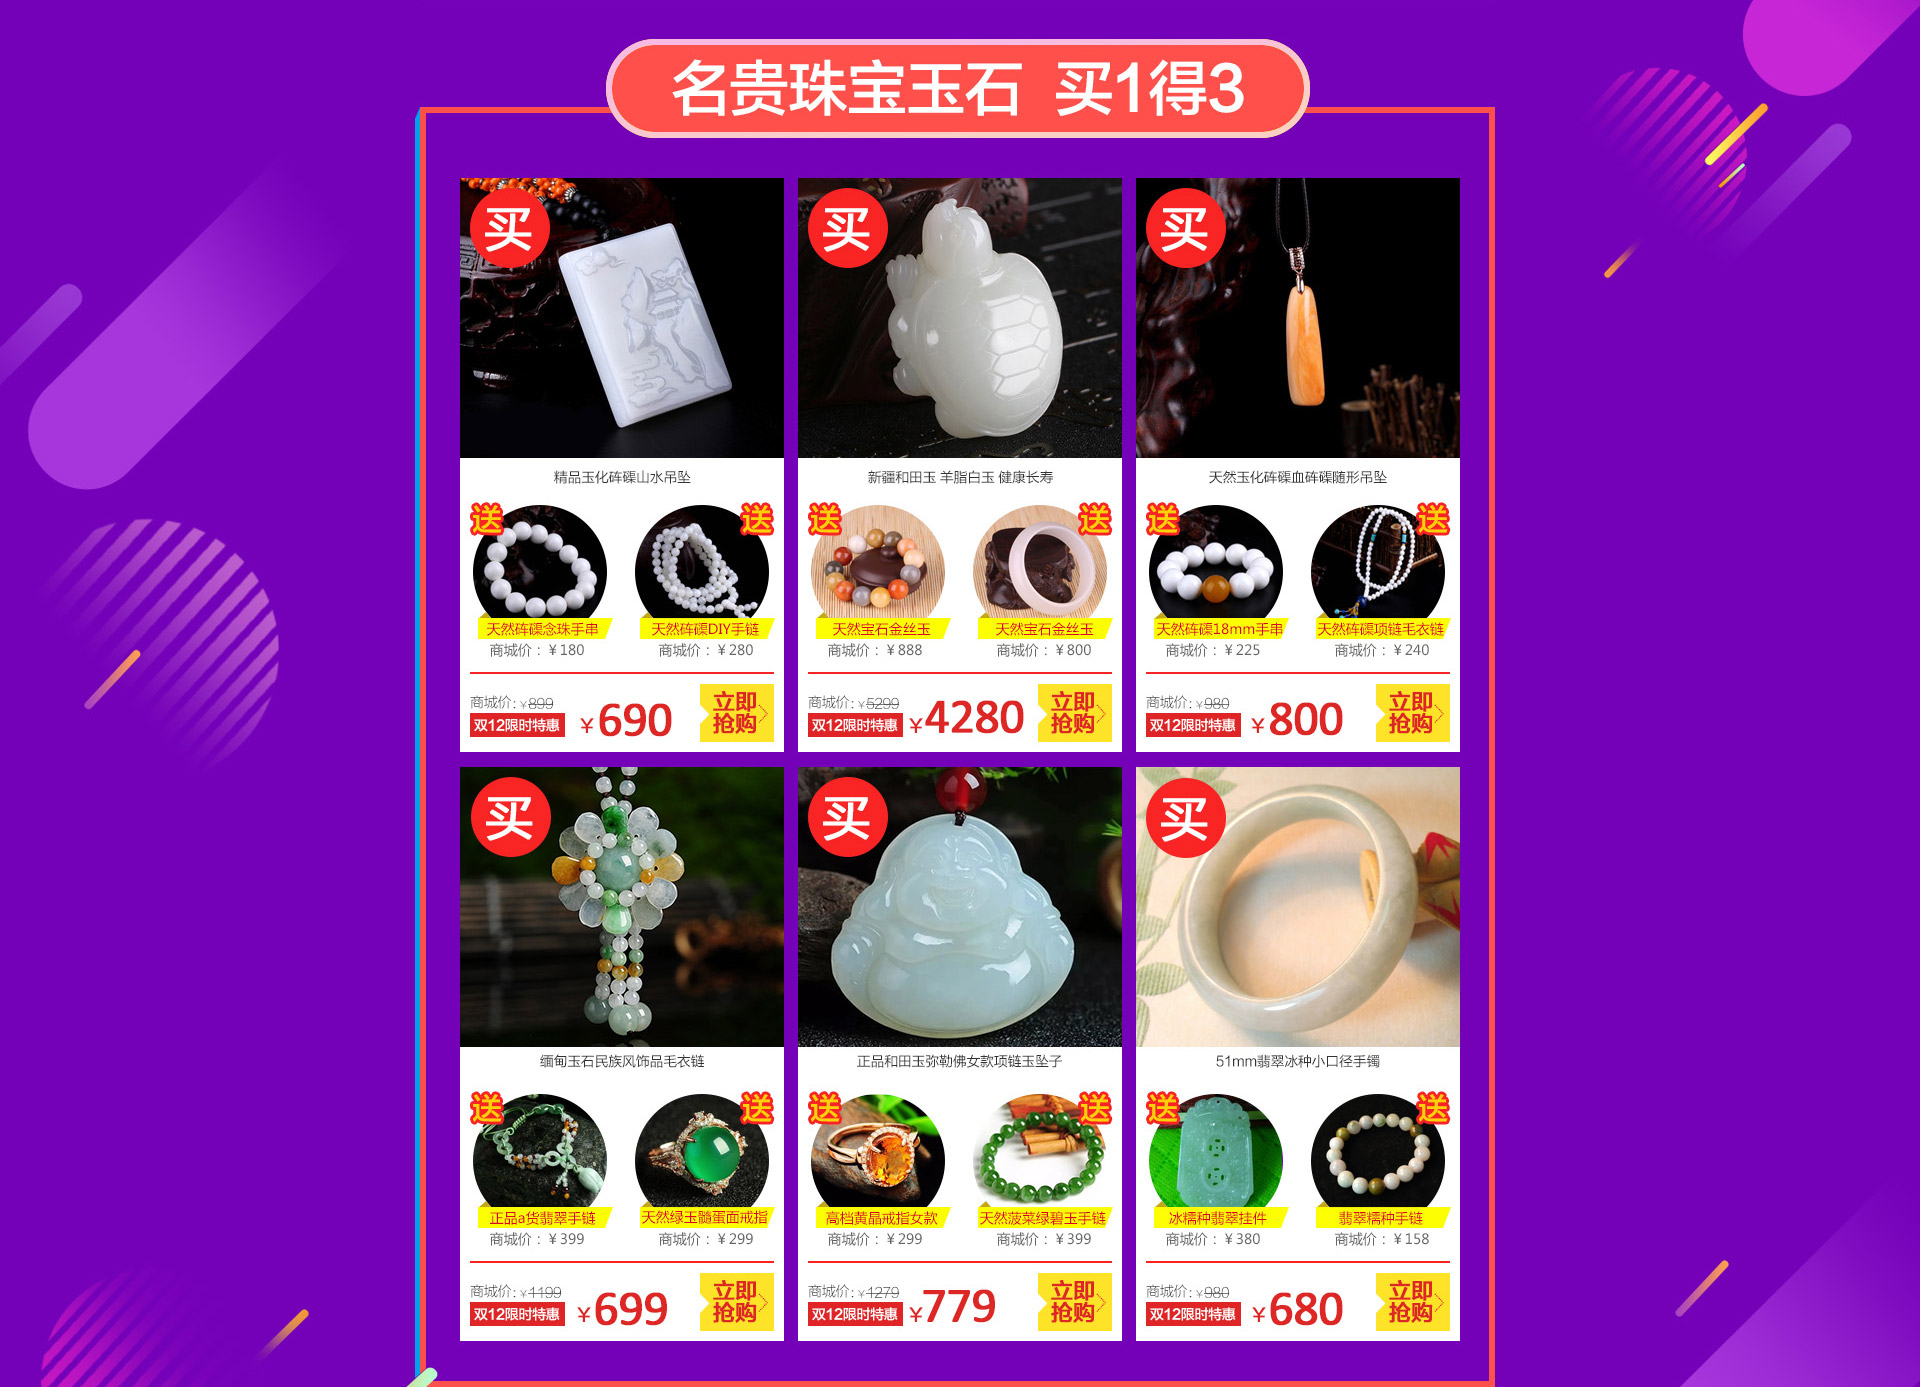 名贵珠宝玉石 买1得3
买
精品玉化砗磲山水吊坠
送
送
天然砗磲念珠手串
天然砗磲DIY手链
商城价：¥180
商城价：¥280
商城价：¥899
双12限时特惠
¥690
立即
抢购
买
新疆和田玉 羊脂白玉 健康长寿
送
送
天然宝石金丝玉
天然宝石金丝玉
商城价：¥888
商城价：¥800
商城价：¥5299
双12限时特惠
¥4280
立即
抢购
买
天然玉化砗磲血砗磲随形吊坠
送
送
天然砗磲18mm手串
天然砗磲项链毛衣链
商城价：¥225
商城价：¥240
商城价：¥980
双12限时特惠
¥800
立即
抢购
买
缅甸玉石民族风饰品毛衣链
送
送
正品a货翡翠手链
天然绿玉髓蛋面戒指
商城价：¥399
商城价：¥299
商城价：¥1199
双12限时特惠
¥699
立即
抢购
买
正品和田玉弥勒佛女款项链玉坠子
送
送
高档黄晶戒指女款
天然菠菜绿碧玉手链
商城价：¥299
商城价：¥399
商城价：¥1279
双12限时特惠
¥779
立即
抢购
买
51mm翡翠冰种小口径手镯
送
送
冰糯种翡翠挂件
翡翠糯种手链
商城价：¥380
商城价：¥158
商城价：¥980
双12限时特惠
¥680
立即
抢购